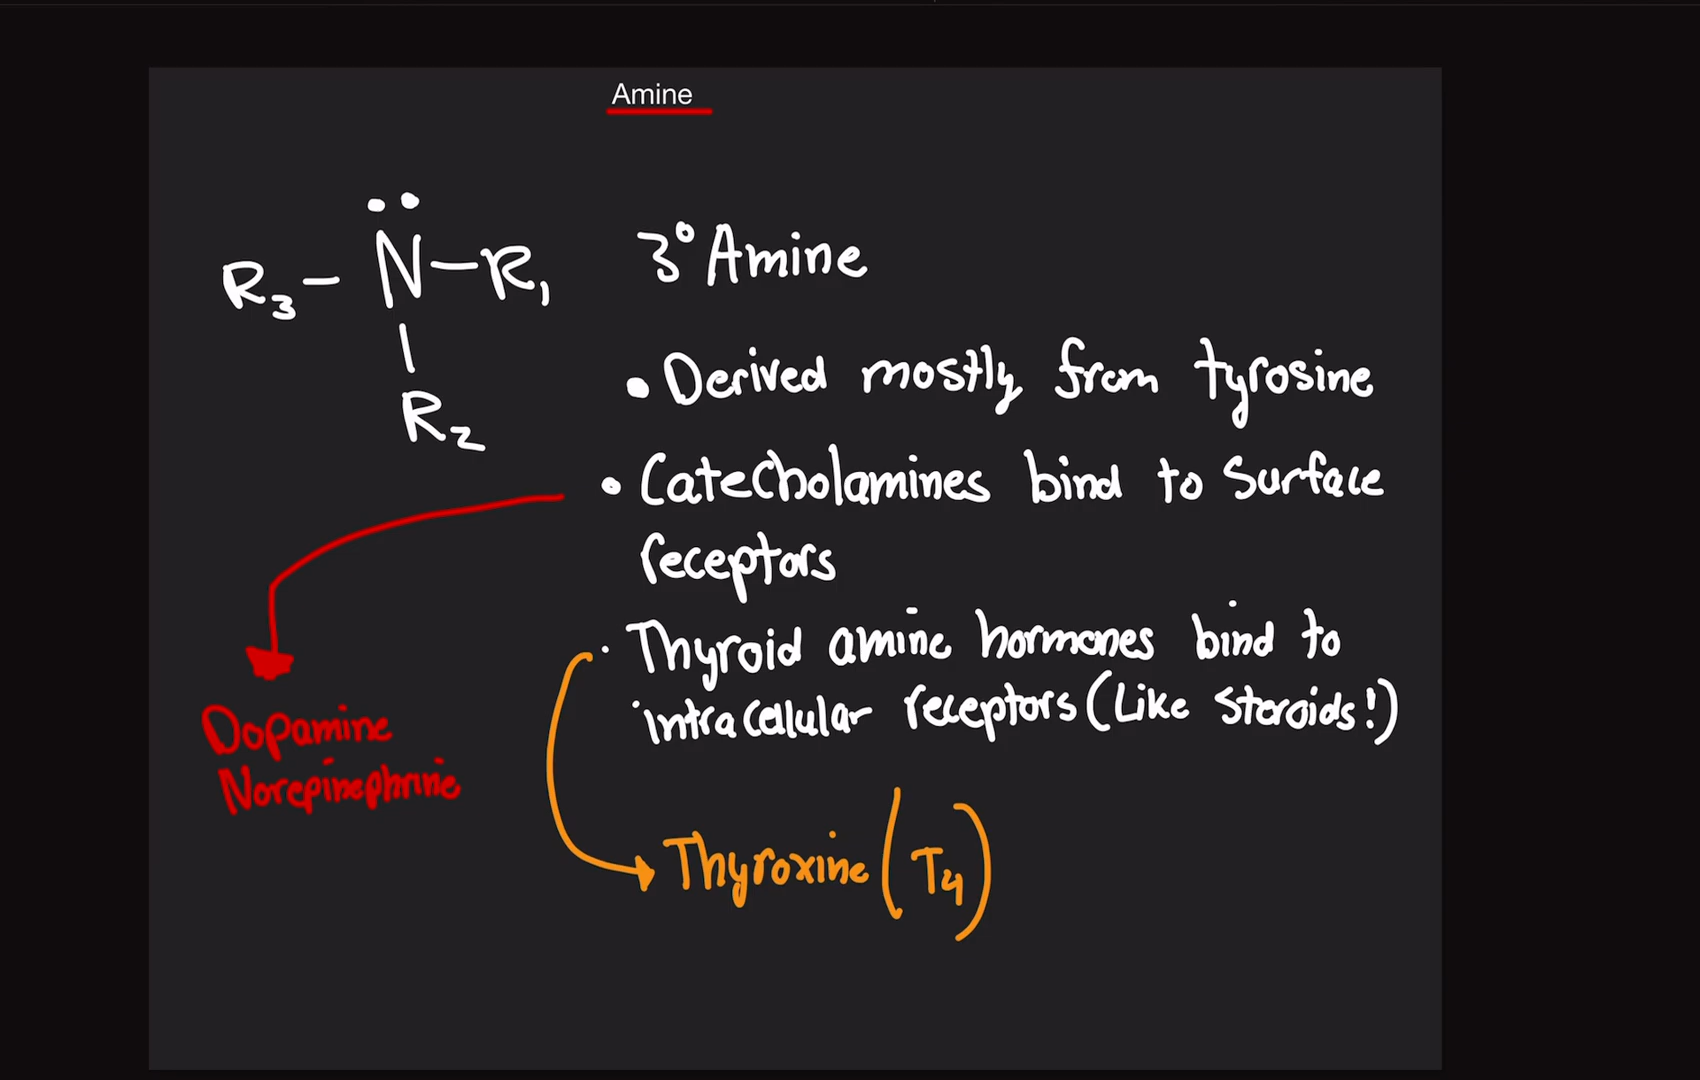 Amine
R3 - N̈ - R1
|
R2
3° Amine
• Derived mostly from tyrosine
• Catecholamines bind to surface
receptors
• Thyroid amine hormones bind to
intracellular receptors (Like Steroids!)
Dopamine
Norepinephrine
Thyroxine (T4)